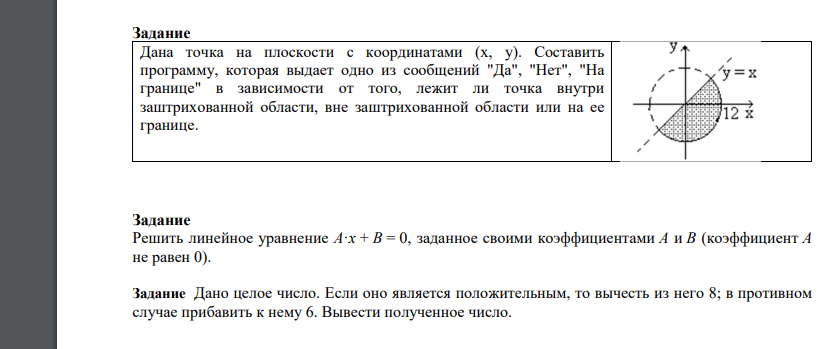 Задание
Дана точка на плоскости с координатами (х, у). Составить
программу, которая выдает одно из сообщений "Да", "Нет", "На
границе" в зависимости от того, лежит ли точка внутри
заштрихованной области, вне заштрихованной области или на ее
границе.
y
y = x
12 x
Задание
Решить линейное уравнение A·x + B = 0, заданное своими коэффициентами A и B (коэффициент A
не равен 0).
Задание Дано целое число. Если оно является положительным, то вычесть из него 8; в противном
случае прибавить к нему 6. Вывести полученное число.